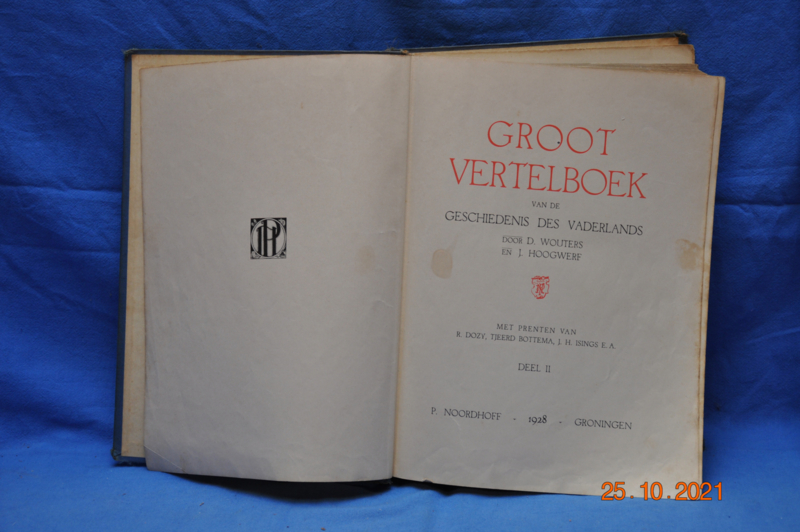 GROOT
VERTELBOEK
VAN DE
GESCHIEDENIS DES VADERLANDS
DOOR D. WOUTERS
EN J. HOOGWERF
MET PRENTEN VAN
R. DOZY, TJEERD BOTTEMA, J. H. ISINGS E. A.
DEEL II
P. NOORDHOFF - 1928 - GRONINGEN
25.10.2021